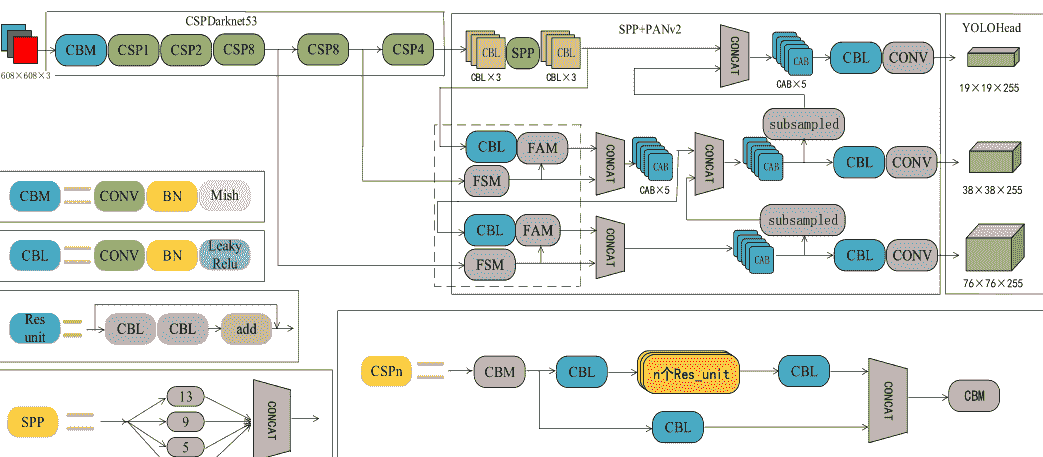 CSPDarknet53
SPP+PANv2
YOLOHead
CBM
CSP1
CSP2
CSP8
CSP8
CSP4
CBL
SPP
CBL
CONCAT
CAB
CBL
CONV
608×608×3
CBL×3
CBL×3
CAB×5
19×19×255
subsampled
CBL
FAM
CONCAT
CAB
CONCAT
CAB
CBL
CONV
FSM
CAB×5
38×38×255
CBM
CONV
BN
Mish
subsampled
CBL
FAM
CONCAT
CAB
CBL
CONV
FSM
76×76×255
CBL
CONV
BN
Leaky
Relu
Res
unit
CBL
CBL
add
CSPn
CBM
CBL
n个Res_unit
CBL
CONCAT
CBM
CBL
SPP
13
9
5
CONCAT